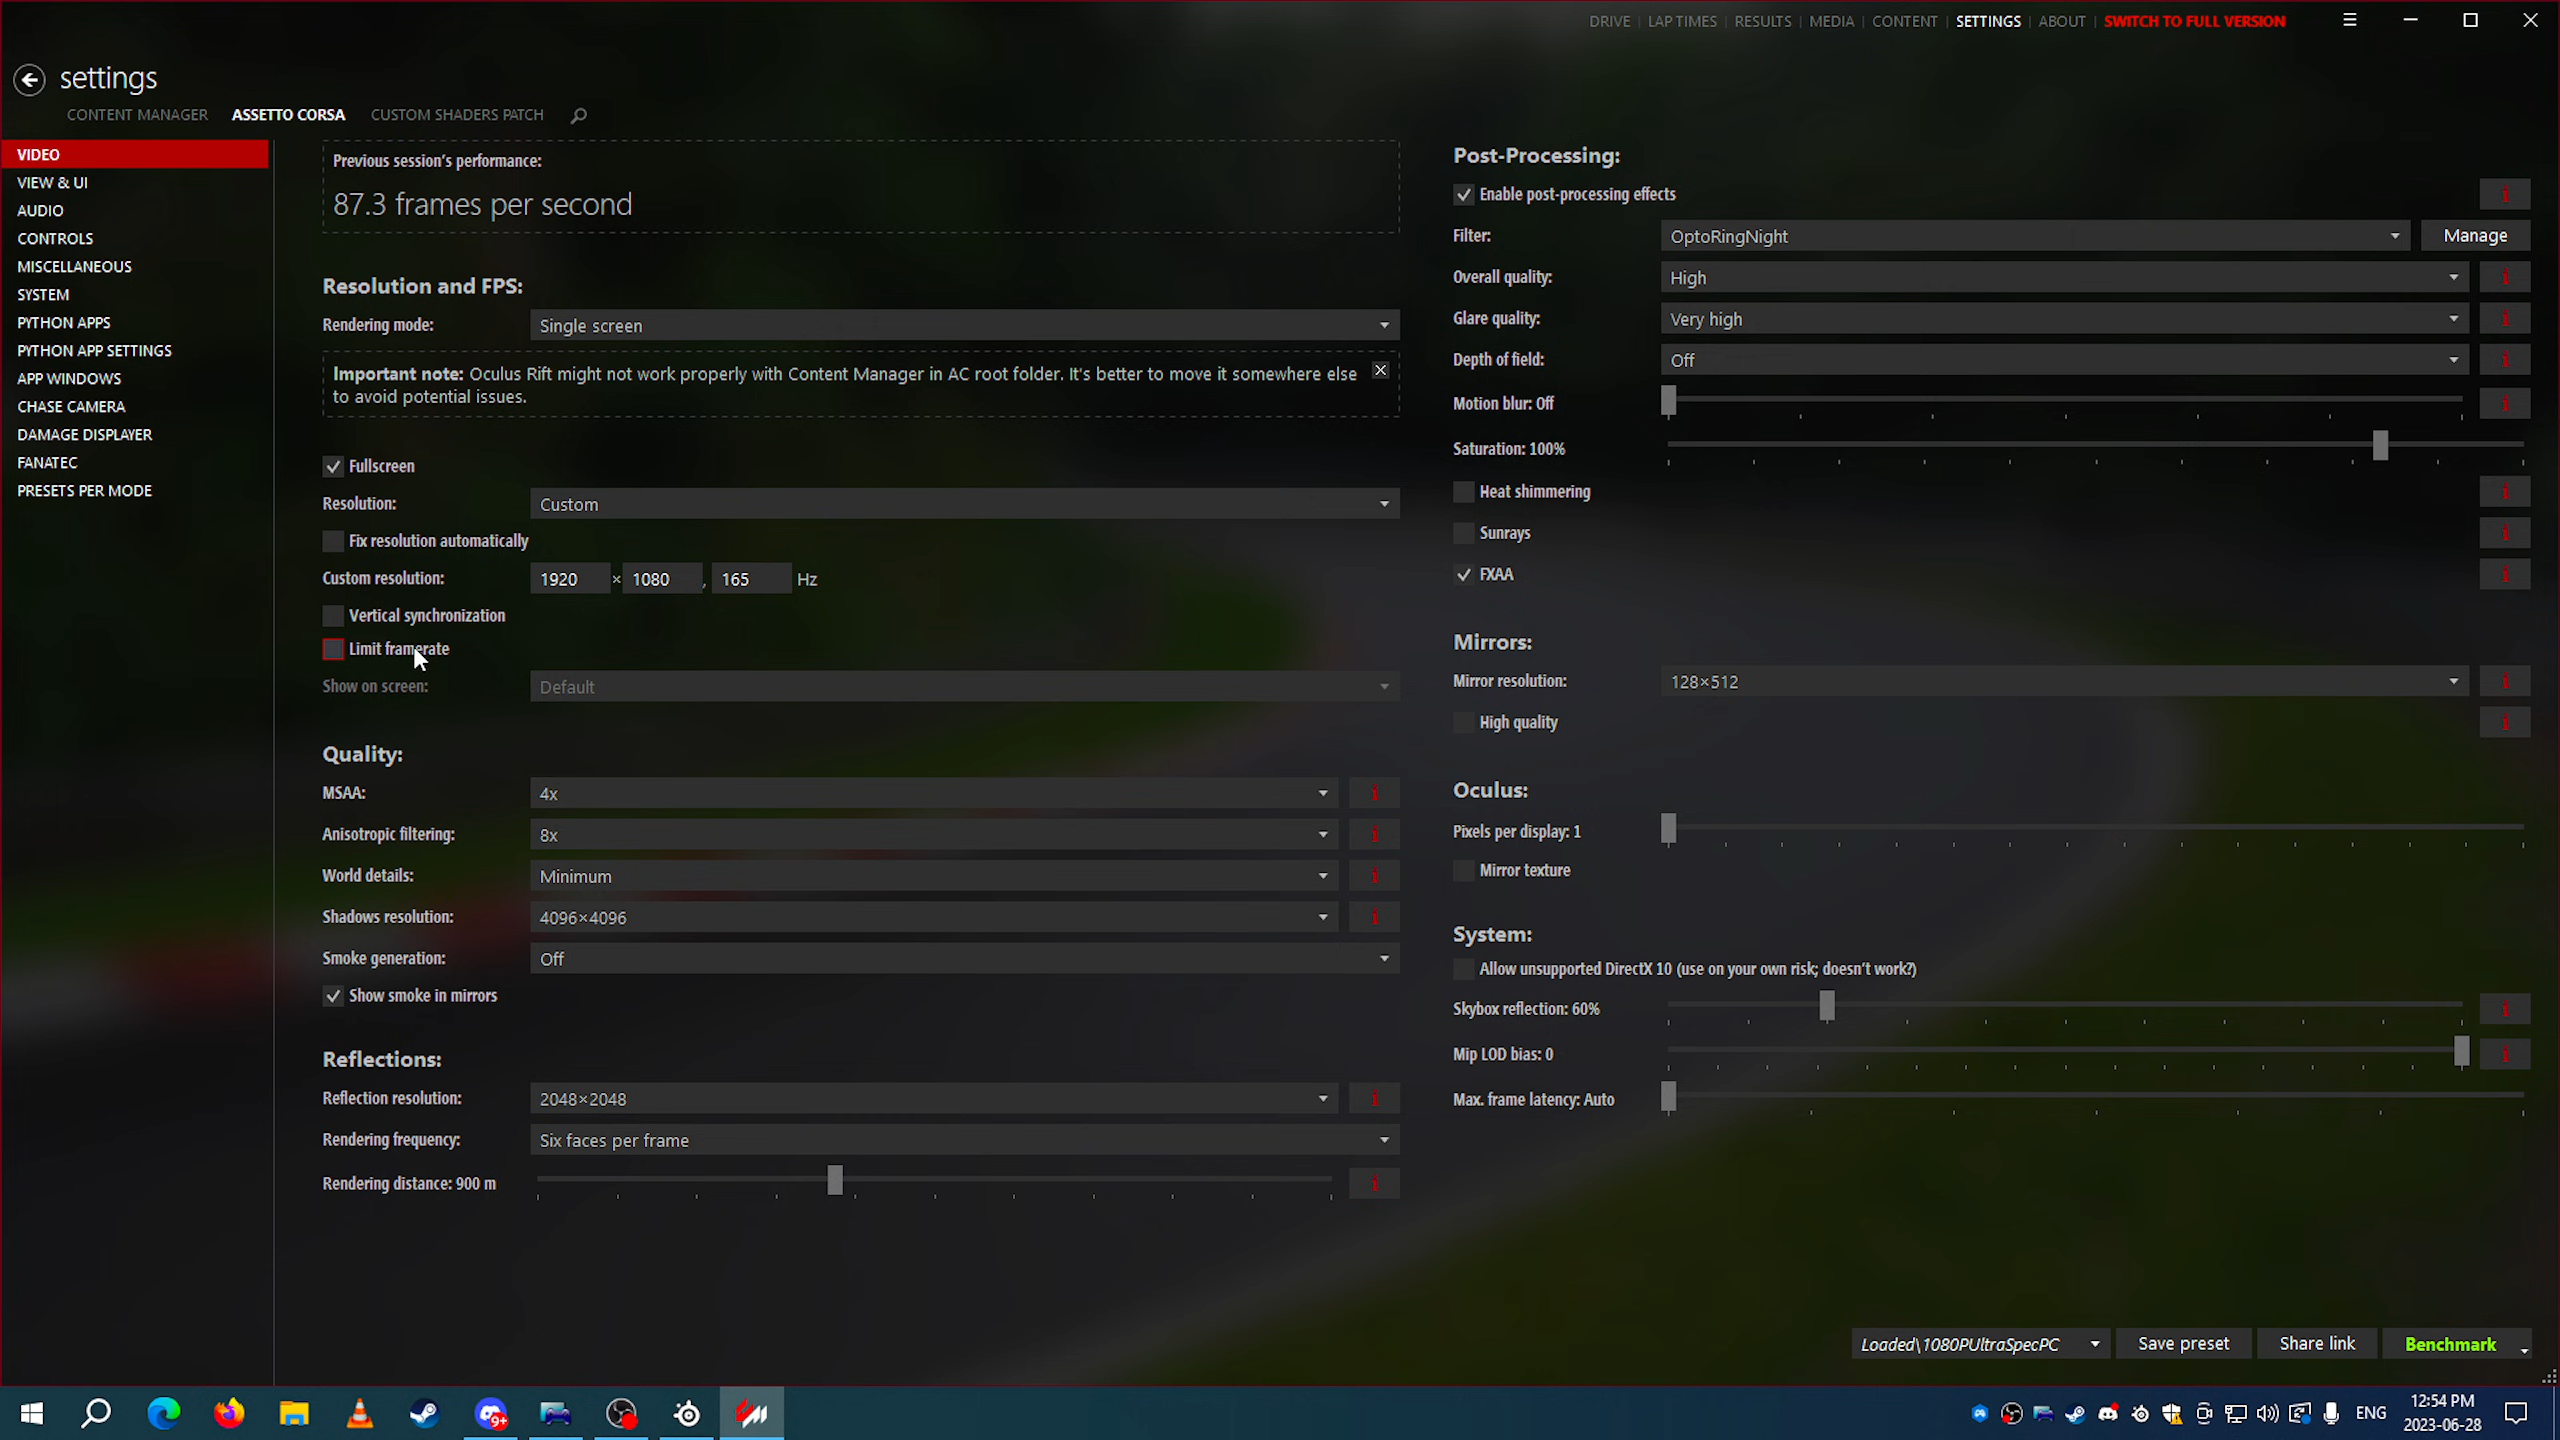 DRIVE | LAP TIMES | RESULTS | MEDIA | CONTENT | SETTINGS | ABOUT | SWITCH TO FULL VERSION
settings
CONTENT MANAGER ASSETTO CORSA CUSTOM SHADERS PATCH
VIDEO
VIEW & UI
AUDIO
CONTROLS
MISCELLANEOUS
SYSTEM
PYTHON APPS
PYTHON APP SETTINGS
APP WINDOWS
CHASE CAMERA
DAMAGE DISPLAYER
FANATEC
PRESETS PER MODE
Previous session's performance:
87.3 frames per second
Resolution and FPS:
Rendering mode: Single screen
Important note: Oculus Rift might not work properly with Content Manager in AC root folder. It's better to move it somewhere else
to avoid potential issues.
Fullscreen
Resolution: Custom
Fix resolution automatically
Custom resolution: 1920 × 1080 , 165 Hz
Vertical synchronization
Limit framerate
Show on screen: Default
Quality:
MSAA: 4x
Anisotropic filtering: 8x
World details: Minimum
Shadows resolution: 4096×4096
Smoke generation: Off
Show smoke in mirrors
Reflections:
Reflection resolution: 2048×2048
Rendering frequency: Six faces per frame
Rendering distance: 900 m
Post-Processing:
Enable post-processing effects
Filter: OptoRingNight Manage
Overall quality: High
Glare quality: Very high
Depth of field: Off
Motion blur: Off
Saturation: 100%
Heat shimmering
Sunrays
FXAA
Mirrors:
Mirror resolution: 128×512
High quality
Oculus:
Pixels per display: 1
Mirror texture
System:
Allow unsupported DirectX 10 (use on your own risk; doesn't work?)
Skybox reflection: 60%
Mip LOD bias: 0
Max. frame latency: Auto
Loaded\1080PUltraSpecPC Save preset Share link Benchmark
9+
ENG
12:54 PM
2023-06-28